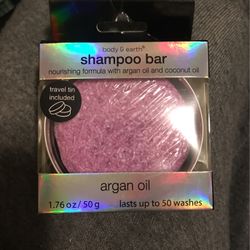 body & earth®
shampoo bar
nourishing formula with argan oil and coconut oil
travel tin
included
argan oil
1.76 oz / 50 g
lasts up to 50 washes